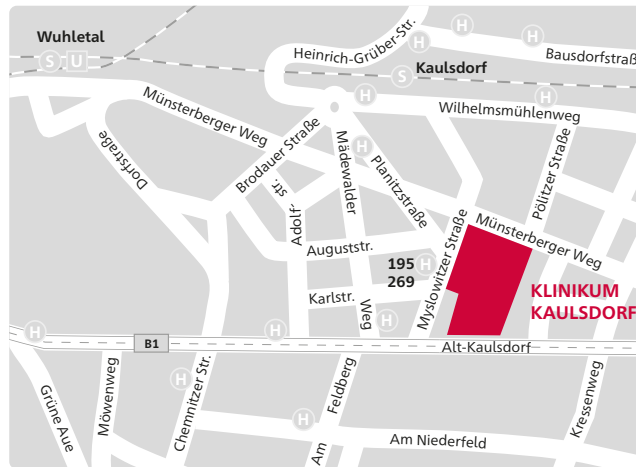 Wuhletal
S
U
Heinrich-Grüber-Str.
H
H
H
Bausdorfstraß
S
Kaulsdorf
H
H
Wilhelmsmühlenweg
Münsterberger Weg
Dorfstraße
Brodauer Straße
Adolf-
str.
Mädewalder
Weg
H
Planitzstraße
Pölitzer Straße
Münsterberger Weg
Auguststr.
195
269
H
Myslowitzer Straße
KLINIKUM
KAULSDORF
Karlstr.
H
H
H
B1
Alt-Kaulsdorf
Grüne Aue
Möwenweg
Chemnitzer Str.
H
Am
Feldberg
H
Am Niederfeld
Kressenweg